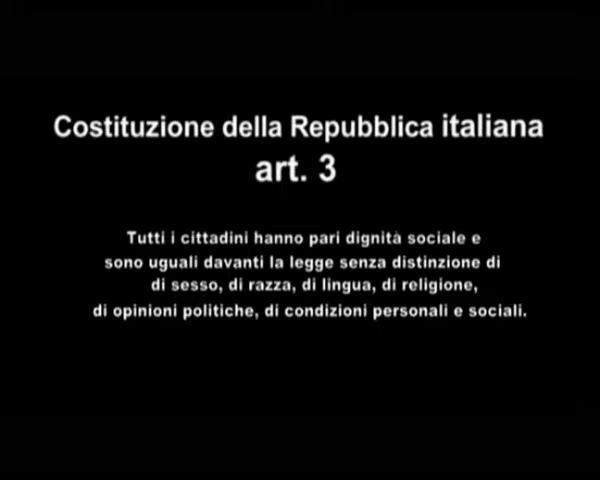 Costituzione della Repubblica italiana
art. 3
Tutti i cittadini hanno pari dignità sociale e
sono uguali davanti la legge senza distinzione di
di sesso, di razza, di lingua, di religione,
di opinioni politiche, di condizioni personali e sociali.